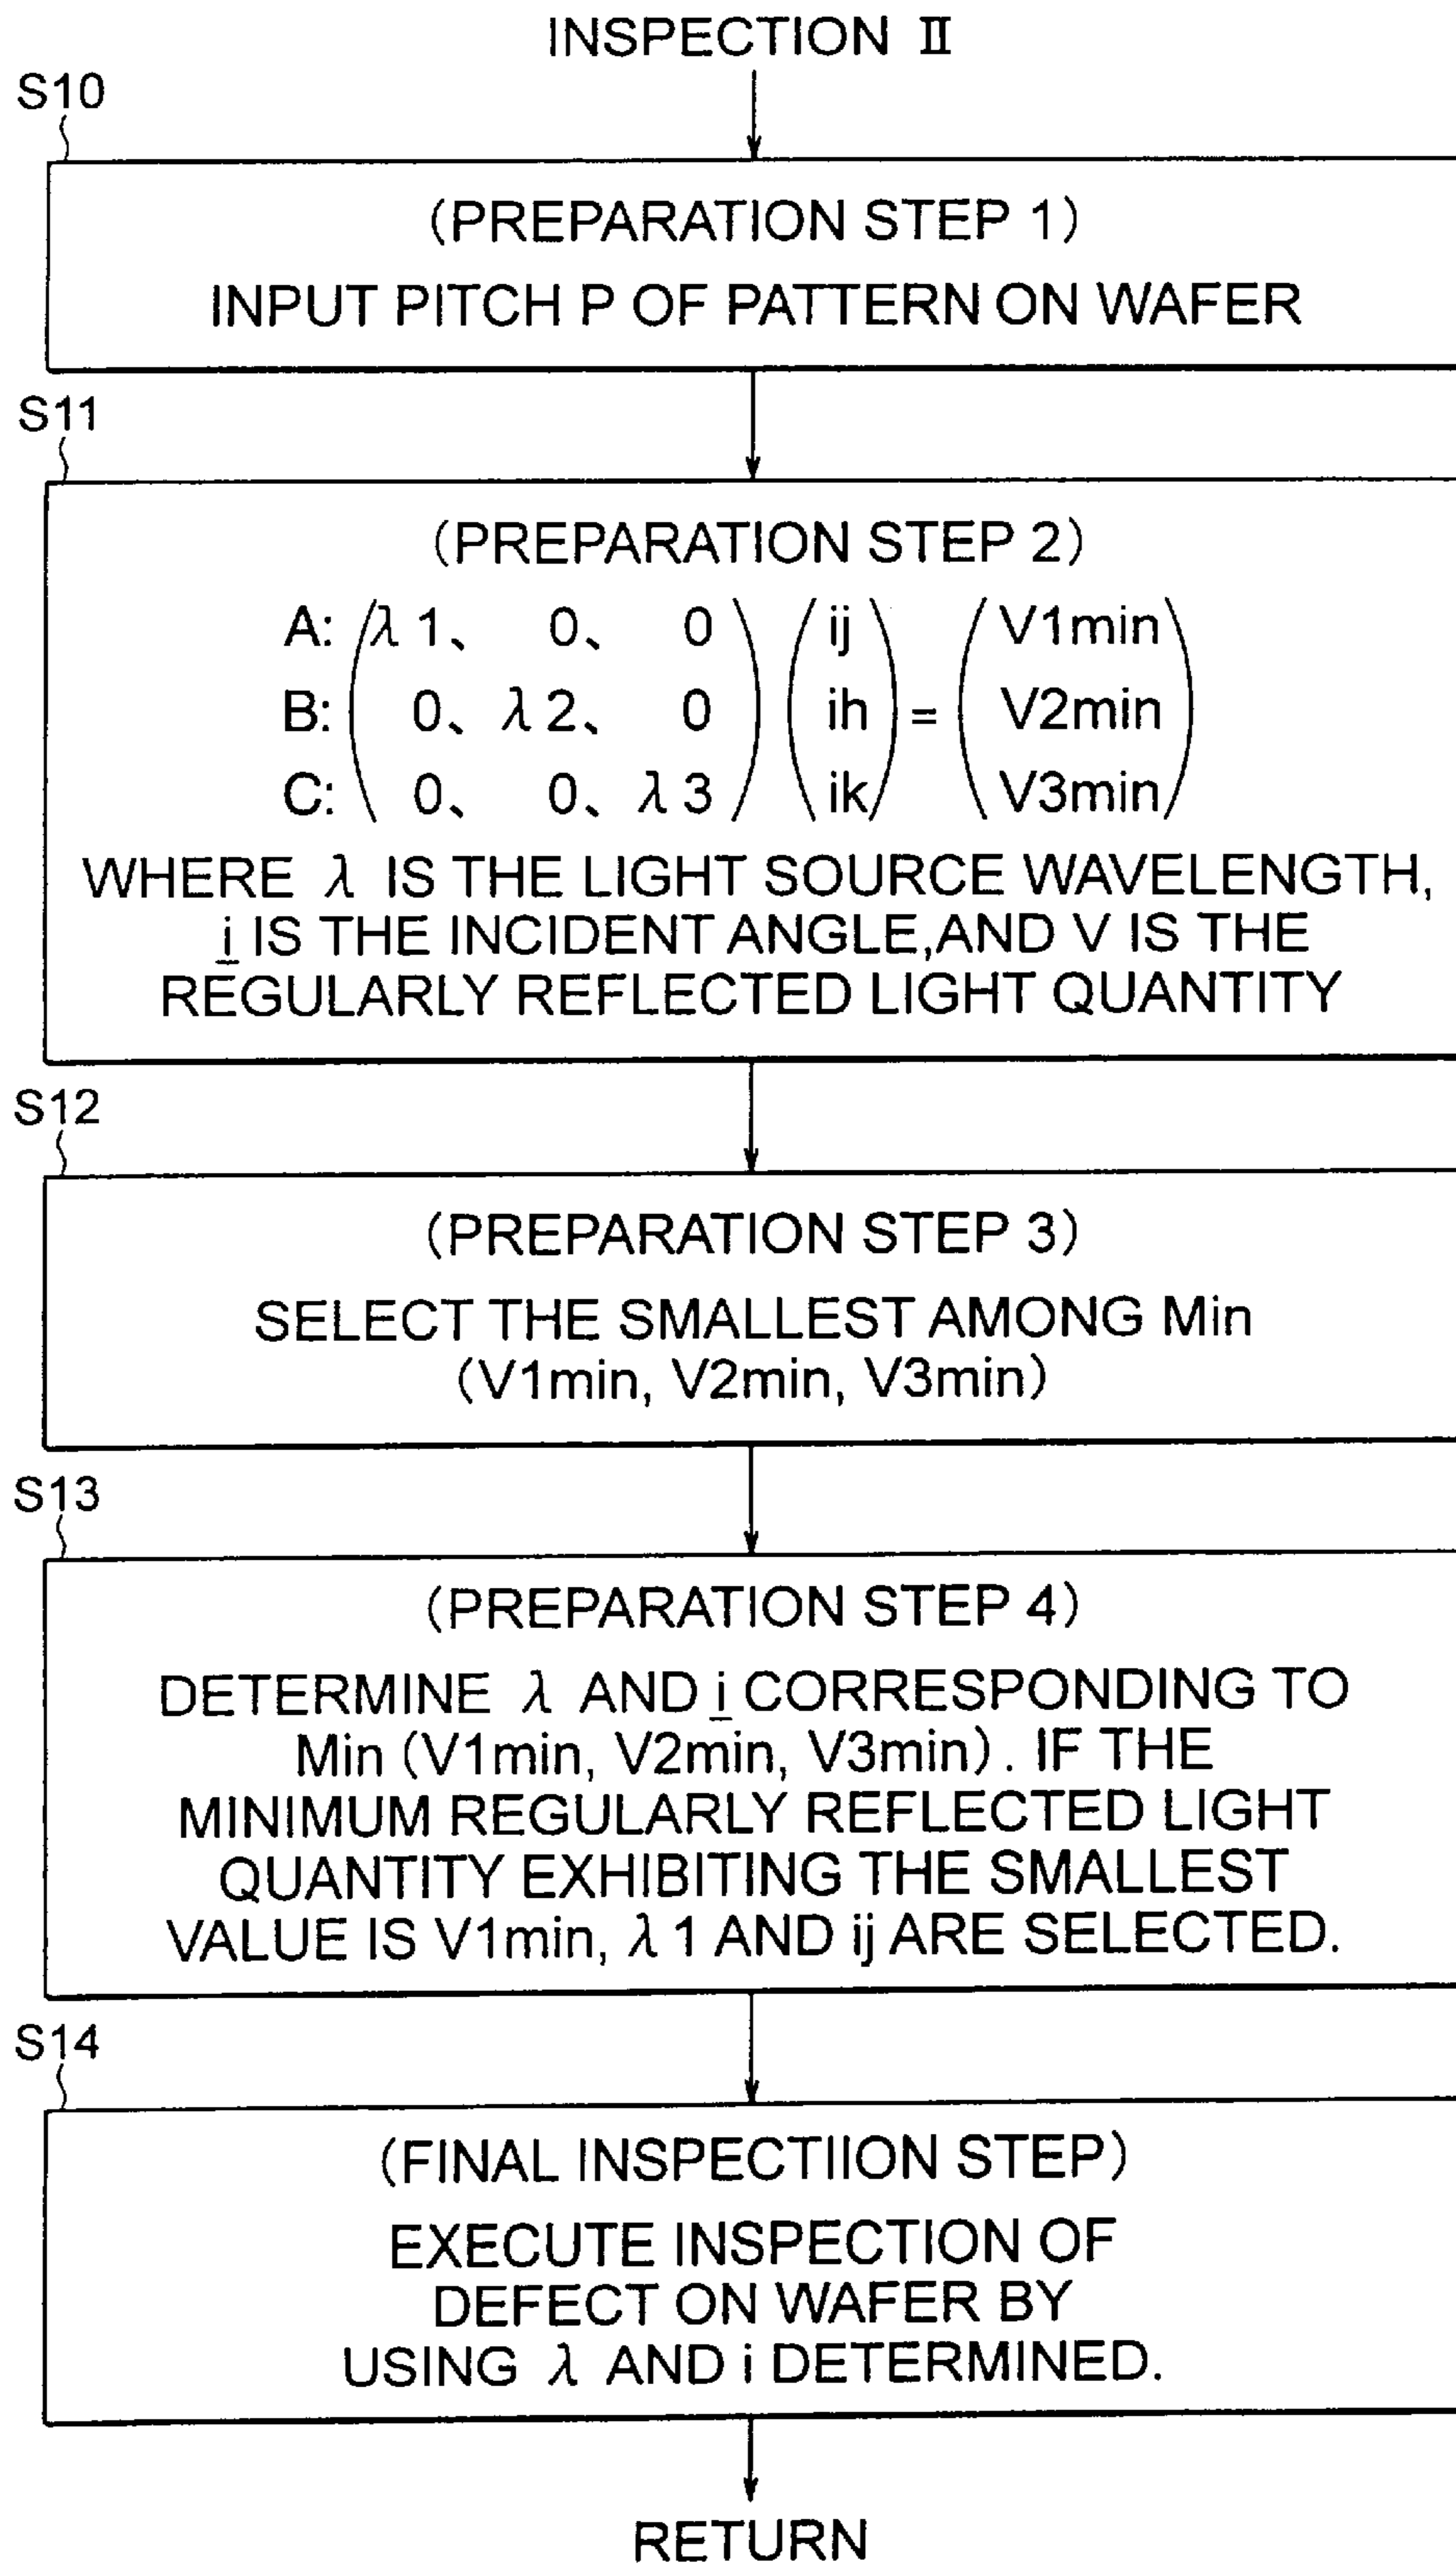 INSPECTION II
S10
(PREPARATION STEP 1)
INPUT PITCH P OF PATTERN ON WAFER
S11
(PREPARATION STEP 2)
A: (λ1、 0、 0) (ij) (V1min)
B: (0、 λ2、 0) (ih) = (V2min)
C: (0、 0、 λ3) (ik) (V3min)
WHERE λ IS THE LIGHT SOURCE WAVELENGTH,
i IS THE INCIDENT ANGLE,AND V IS THE
REGULARLY REFLECTED LIGHT QUANTITY
S12
(PREPARATION STEP 3)
SELECT THE SMALLEST AMONG Min
(V1min, V2min, V3min)
S13
(PREPARATION STEP 4)
DETERMINE λ AND i CORRESPONDING TO
Min (V1min, V2min, V3min). IF THE
MINIMUM REGULARLY REFLECTED LIGHT
QUANTITY EXHIBITING THE SMALLEST
VALUE IS V1min, λ1 AND ij ARE SELECTED.
S14
(FINAL INSPECTIION STEP)
EXECUTE INSPECTION OF
DEFECT ON WAFER BY
USING λ AND i DETERMINED.
RETURN